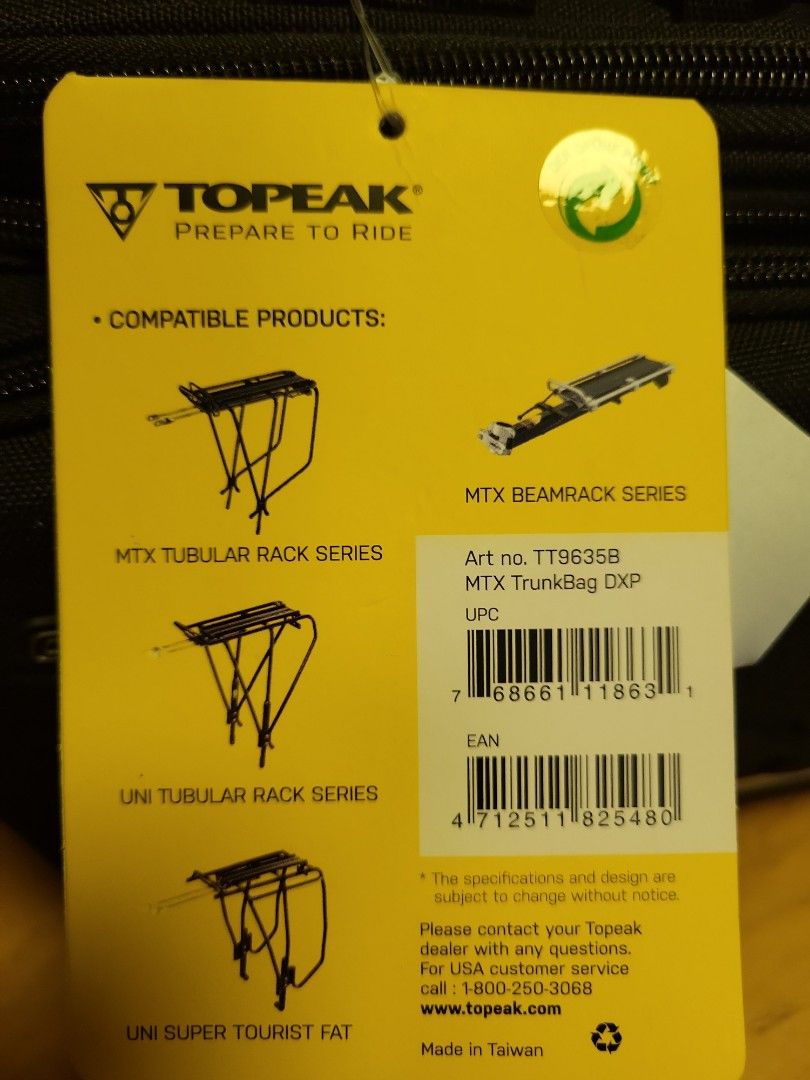 TOPEAK®
PREPARE TO RIDE
• COMPATIBLE PRODUCTS:
MTX TUBULAR RACK SERIES
MTX BEAMRACK SERIES
UNI TUBULAR RACK SERIES
UNI SUPER TOURIST FAT
Art no. TT9635B
MTX TrunkBag DXP
UPC
7 68661 11863 1
EAN
4 712511 825480
* The specifications and design are
subject to change without notice.
Please contact your Topeak
dealer with any questions.
For USA customer service
call : 1-800-250-3068
www.topeak.com
Made in Taiwan